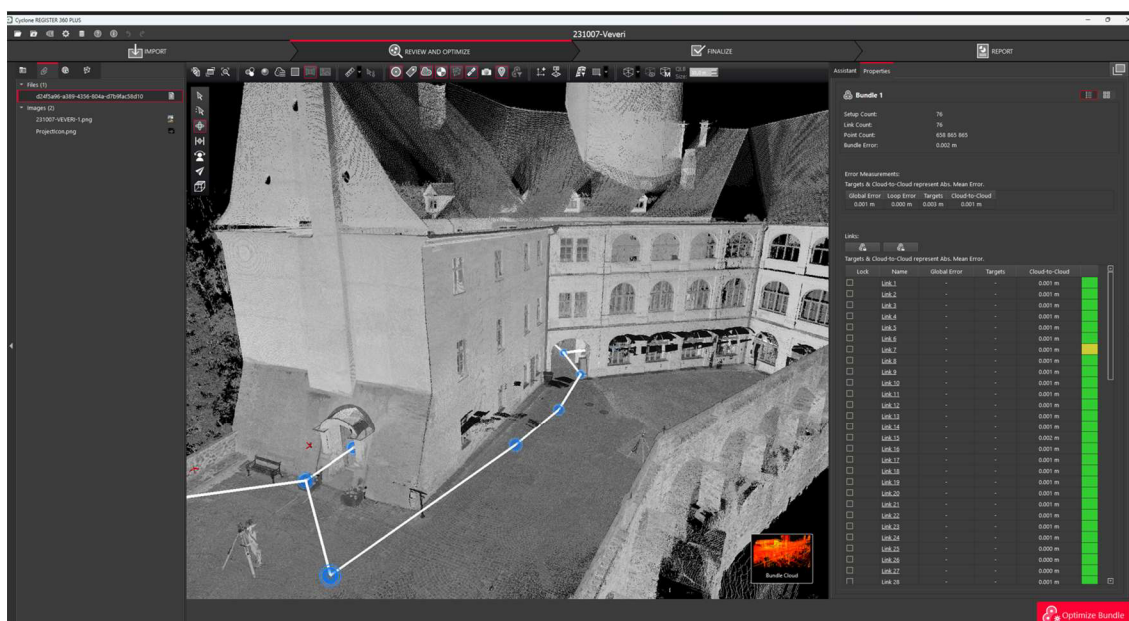 Cyclone REGISTER 360 PLUS
231007-Veveri
IMPORT
REVIEW AND OPTIMIZE
FINALIZE
REPORT
Files (1)
d24f5a96-a389-4356-804a-d7b9fac58d10
Images (2)
231007-VEVERI-1.png
ProjectIcon.png
Size
Bundle Cloud
Assistant Properties
Bundle 1
Setup Count: 76
Link Count: 76
Point Count: 658 865 865
Bundle Error: 0.002 m
Error Measurements:
Targets & Cloud-to-Cloud represent Abs. Mean Error.
Global Error Loop Error Targets Cloud-to-Cloud
0.001 m 0.000 m 0.003 m 0.001 m
Links:
Targets & Cloud-to-Cloud represent Abs. Mean Error.
Lock Name Global Error Targets Cloud-to-Cloud
Link 1 - - 0.001 m
Link 2 - - 0.001 m
Link 3 - - 0.001 m
Link 4 - - 0.001 m
Link 5 - - 0.001 m
Link 6 - - 0.001 m
Link 7 - - 0.001 m
Link 8 - - 0.001 m
Link 9 - - 0.001 m
Link 10 - - 0.001 m
Link 11 - - 0.001 m
Link 12 - - 0.001 m
Link 13 - - 0.001 m
Link 14 - - 0.001 m
Link 15 - - 0.002 m
Link 16 - - 0.001 m
Link 17 - - 0.001 m
Link 18 - - 0.001 m
Link 19 - - 0.001 m
Link 20 - - 0.001 m
Link 21 - - 0.001 m
Link 22 - - 0.001 m
Link 23 - - 0.001 m
Link 24 - - 0.001 m
Link 25 - - 0.000 m
Link 26 - - 0.000 m
Link 27 - - 0.000 m
Link 28 - - 0.001 m
Optimize Bundle